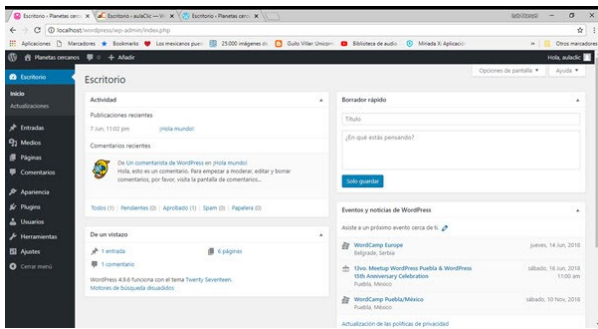 Escritorio - Planetas cerc
Escritorio - aulaClic — W
Escritorio - Planetas cerc
localhost/wordpress/wp-admin/index.php
Aplicaciones
Marcadores
Bookmarks
Los mexicanos pued
25.000 imágenes de
Guito Villar Unicorn
Biblioteca de audio
Miriada X: Aplicació
Otros marcadores
Planetas cercanos
Añadir
Hola, aulaclic
Escritorio
Inicio
Actualizaciones
Entradas
Medios
Páginas
Comentarios
Apariencia
Plugins
Usuarios
Herramientas
Ajustes
Cerrar menú
Opciones de pantalla
Ayuda
Escritorio
Actividad
Publicaciones recientes
7 Jun, 11:02 pm ¡Hola mundo!
Comentarios recientes
De Un comentarista de WordPress en ¡Hola mundo!
Hola, esto es un comentario. Para empezar a moderar, editar y borrar
comentarios, por favor, visita la pantalla de comentarios...
Todos (1) | Pendientes (0) | Aprobado (1) | Spam (0) | Papelera (0)
De un vistazo
1 entrada
6 páginas
1 comentario
WordPress 4.9.6 funciona con el tema Twenty Seventeen.
Motores de búsqueda disuadidos
Borrador rápido
Título
¿En qué estás pensando?
Solo guardar
Eventos y noticias de WordPress
Asiste a un próximo evento cerca de ti.
WordCamp Europe
Belgrade, Serbia
jueves, 14 Jun, 2018
13vo. Meetup WordPress Puebla & WordPress
15th Anniversary Celebration
Puebla, México
sábado, 16 Jun, 2018
11:00 am
WordCamp Puebla/México
Puebla, México
sábado, 10 Nov, 2018
Actualización de las políticas de privacidad